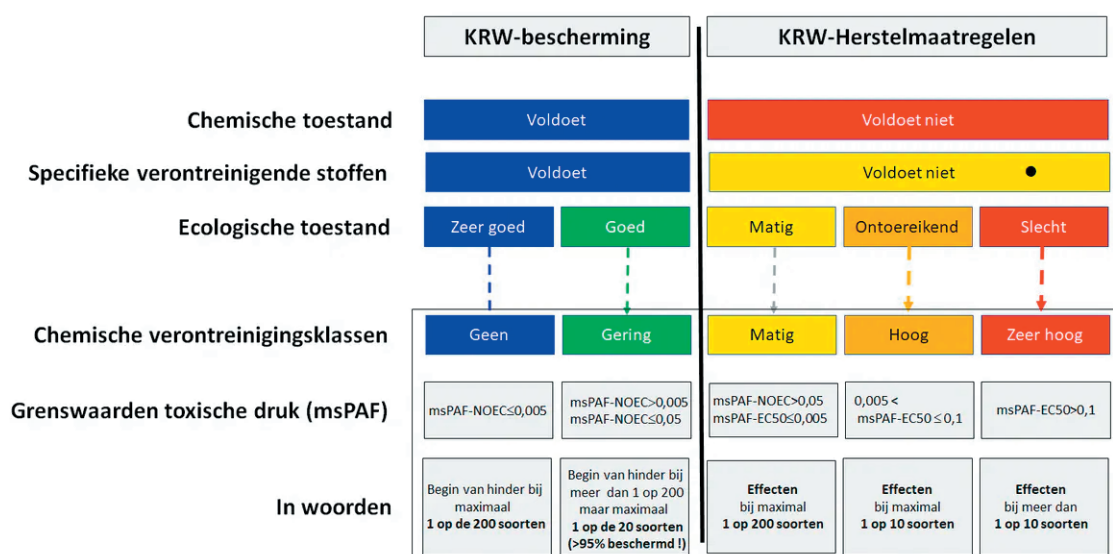 KRW-bescherming
KRW-Herstelmaatregelen
Chemische toestand
Voldoet
Voldoet niet
Specifieke verontreinigende stoffen
Voldoet
Voldoet niet
Ecologische toestand
Zeer goed
Goed
Matig
Ontoereikend
Slecht
Chemische verontreinigingsklassen
Geen
Gering
Matig
Hoog
Zeer hoog
Grenswaarden toxische druk (msPAF)
msPAF-NOEC≤0,005
msPAF-NOEC>0,005
msPAF-NOEC≤0,05
msPAF-NOEC>0,05
msPAF-EC50≤0,005
0,005 <
msPAF-EC50 ≤ 0,1
msPAF-EC50>0,1
In woorden
Begin van hinder bij
maximaal
1 op de 200 soorten
Begin van hinder bij
meer dan 1 op 200
maar maximaal
1 op de 20 soorten
(>95% beschermd !)
Effecten
bij maximal
1 op 200 soorten
Effecten
bij maximal
1 op 10 soorten
Effecten
bij meer dan
1 op 10 soorten